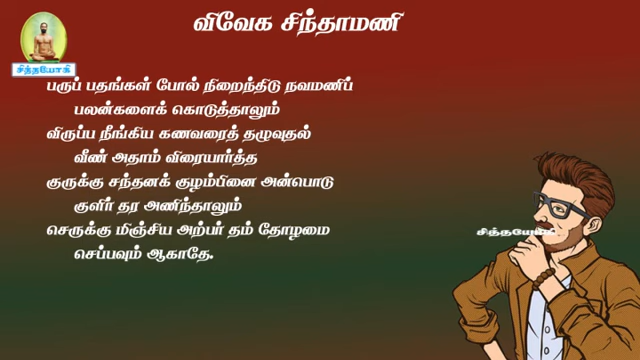 விவேக சிந்தாமணி
சித்தயோகி
பருப் பதங்கள் போல் நிறைந்திடு நவமணிப்
பலன்களைக் கொடுத்தாலும்
விருப்ப நீங்கிய கணவரைத் தழுவுதல்
வீண் அதாம் விரையார்த்த
குருக்கு சந்தனக் குழம்பினை அன்பொடு
குளிர் தர அணிந்தாலும்
செருக்கு மிஞ்சிய அற்பர் தம் தோழமை
செப்பவும் ஆகாதே.